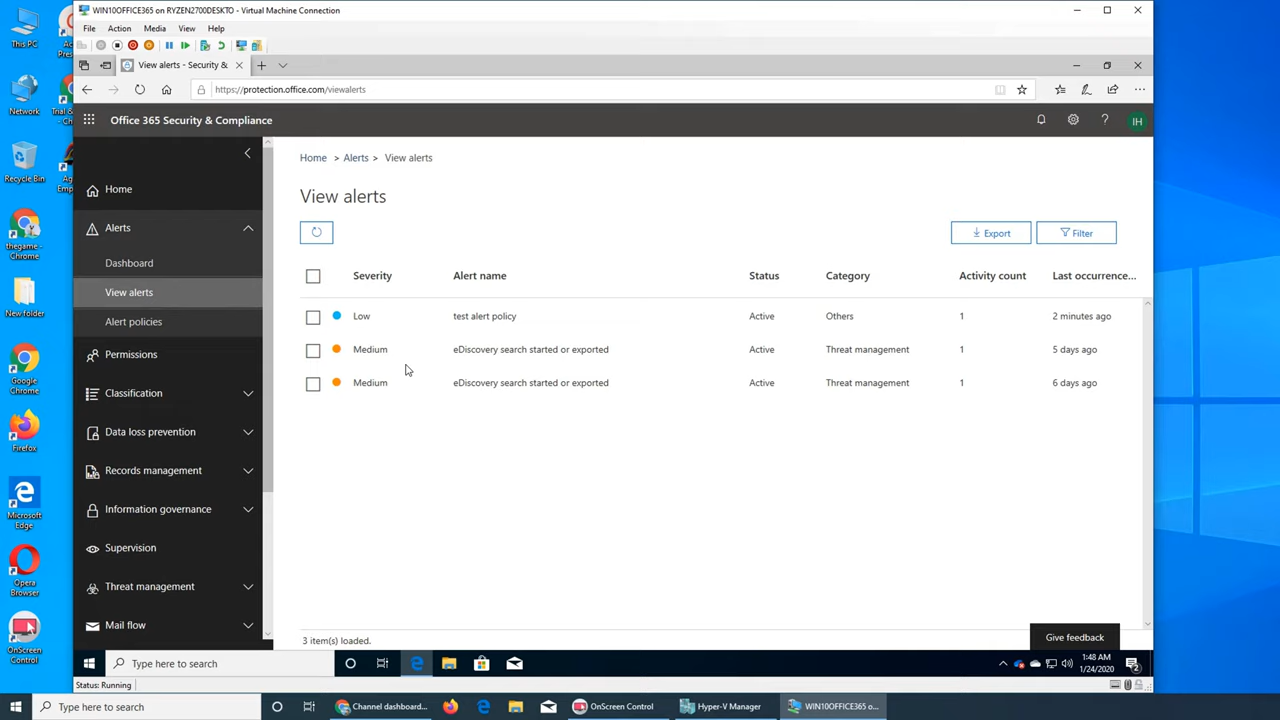 WIN10OFFICE365 on RYZEN2700DESKTO - Virtual Machine Connection
File Action Media View Help
View alerts - Security &
https://protection.office.com/viewalerts
Office 365 Security & Compliance
IH
Home
Alerts
Dashboard
View alerts
Alert policies
Permissions
Classification
Data loss prevention
Records management
Information governance
Supervision
Threat management
Mail flow
Home > Alerts > View alerts
View alerts
Export Filter
Severity Alert name Status Category Activity count Last occurrence...
Low test alert policy Active Others 1 2 minutes ago
Medium eDiscovery search started or exported Active Threat management 1 5 days ago
Medium eDiscovery search started or exported Active Threat management 1 6 days ago
3 item(s) loaded.
Give feedback
Type here to search
1:48 AM
1/24/2020
2
Status: Running
This PC
Network
Recycle Bin
thegame - Chrome
New folder
Google
Chrome
Firefox
Microsoft
Edge
Opera
Browser
OnScreen
Control
Type here to search
Channel dashboard...
OnScreen Control
Hyper-V Manager
WIN10OFFICE365 o...